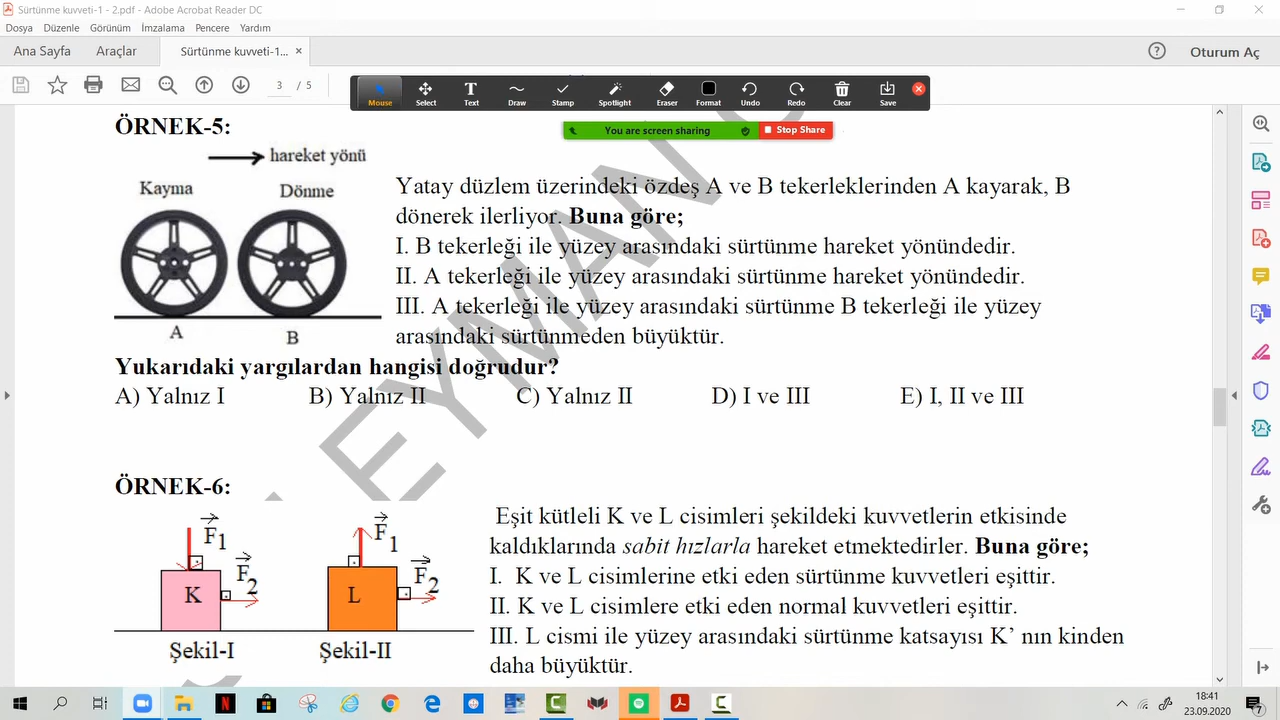 Sürtünme kuvveti-1 - 2.pdf - Adobe Acrobat Reader DC
Dosya Düzenle Görünüm İmzalama Pencere Yardım
Ana Sayfa Araçlar Sürtünme kuvveti-1... × Oturum Aç
3 / 5
Mouse Select Text Draw Stamp Spotlight Eraser Format Undo Redo Clear Save
You are screen sharing Stop Share
ÖRNEK-5:
hareket yönü
Kayma Dönme
A B
Yatay düzlem üzerindeki özdeş A ve B tekerleklerinden A kayarak, B
dönerek ilerliyor. Buna göre;
I. B tekerleği ile yüzey arasındaki sürtünme hareket yönündedir.
II. A tekerleği ile yüzey arasındaki sürtünme hareket yönündedir.
III. A tekerleği ile yüzey arasındaki sürtünme B tekerleği ile yüzey
arasındaki sürtünmeden büyüktür.
Yukarıdaki yargılardan hangisi doğrudur?
A) Yalnız I B) Yalnız II C) Yalnız II D) I ve III E) I, II ve III
ÖRNEK-6:
F1 F2 K
Şekil-I
F1 F2 L
Şekil-II
Eşit kütleli K ve L cisimleri şekildeki kuvvetlerin etkisinde
kaldıklarında sabit hızlarla hareket etmektedirler. Buna göre;
I. K ve L cisimlerine etki eden sürtünme kuvvetleri eşittir.
II. K ve L cisimlere etki eden normal kuvvetleri eşittir.
III. L cismi ile yüzey arasındaki sürtünme katsayısı K’ nın kinden
daha büyüktür.
EYMAN
LEYMAN
18:41
23.09.2020
7